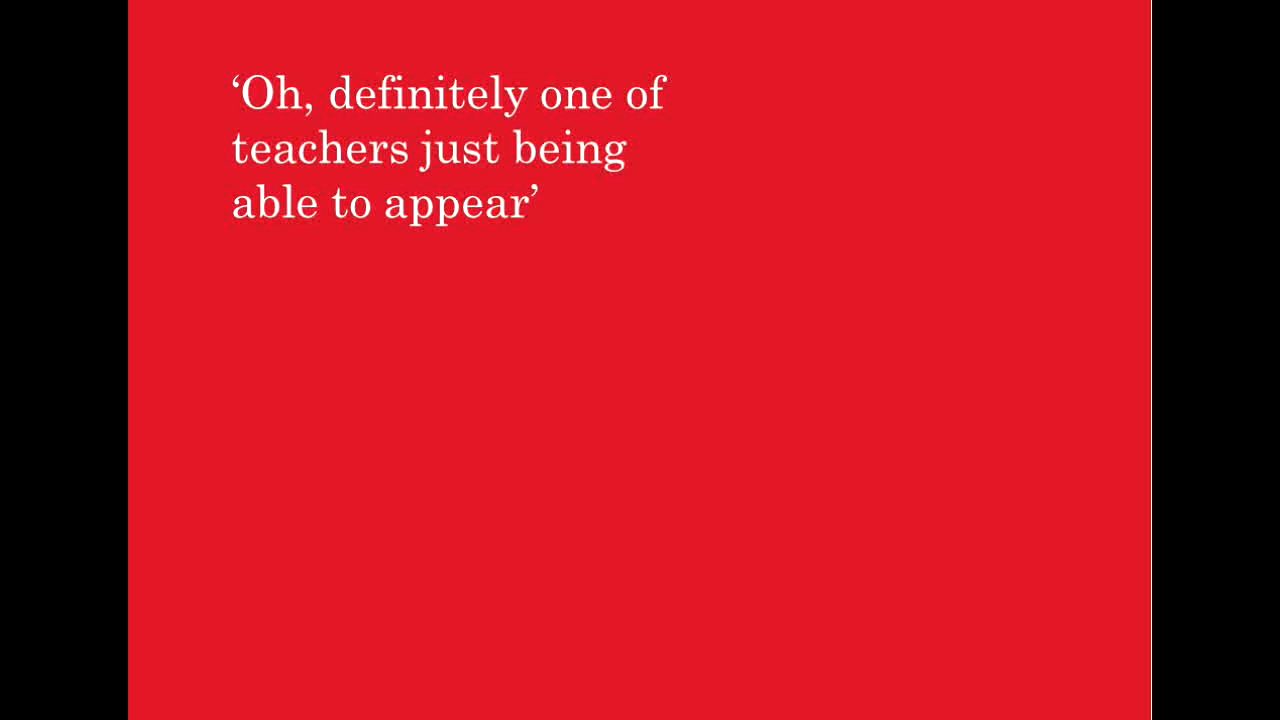 ‘Oh, definitely one of
teachers just being
able to appear’